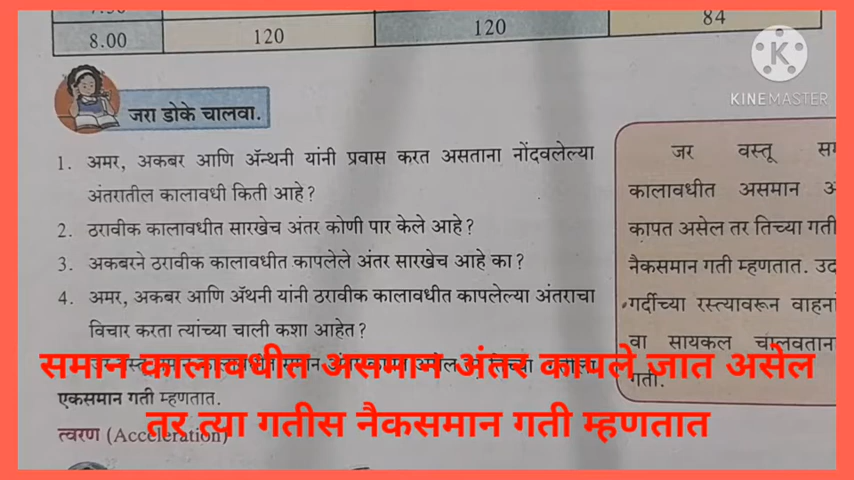 8.00 120 120 84
KINEMASTER
जरा डोके चालवा.
1. अमर, अकबर आणि ॲन्थनी यांनी प्रवास करत असताना नोंदवलेल्या
अंतरातील कालावधी किती आहे?
2. ठरावीक कालावधीत सारखेच अंतर कोणी पार केले आहे?
3. अकबरने ठरावीक कालावधीत कापलेले अंतर सारखेच आहे का?
4. अमर, अकबर आणि ॲथनी यांनी ठरावीक कालावधीत कापलेल्या अंतराचा
विचार करता त्यांच्या चाली कशा आहेत?
एकसमान गती म्हणतात.
त्वरण (Acceleration)
जर वस्तू
कालावधीत असमान
कापत असेल तर तिच्या गती
नैकसमान गती म्हणतात.
गर्दीच्या रस्त्यावरून
वा सायकल चालवताना
गती.
समान कालावधीत असमान अंतर कापले जात असेल
तर त्या गतीस नैकसमान गती म्हणतात